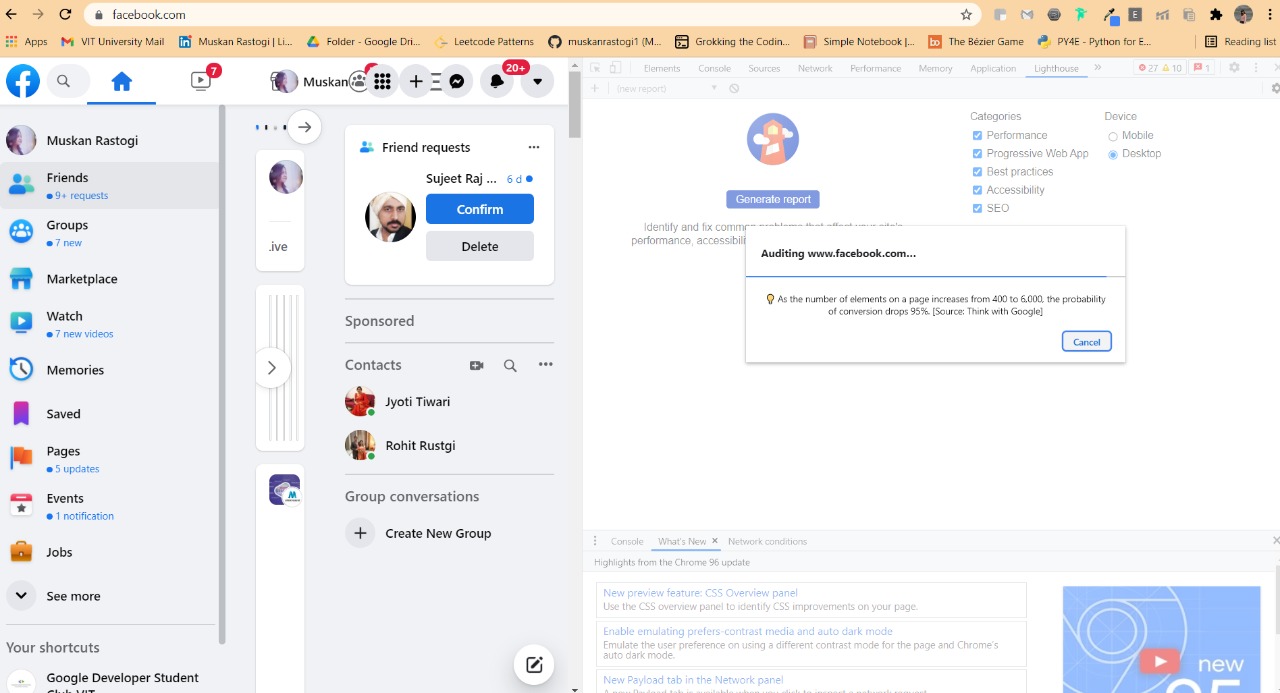 facebook.com
Apps
VIT University Mail
Muskan Rastogi | Li...
Folder - Google Dri...
Leetcode Patterns
muskanrastogi1 (M...
Grokking the Codin...
Simple Notebook |...
The Bézier Game
PY4E - Python for E...
Reading list
7
Muskan
20+
Muskan Rastogi
Friends
9+ requests
Groups
7 new
Marketplace
Watch
7 new videos
Memories
Saved
Pages
5 updates
Events
1 notification
Jobs
See more
Your shortcuts
Google Developer Student
.ive
Friend requests
Sujeet Raj ... 6 d
Confirm
Delete
Sponsored
Contacts
Jyoti Tiwari
Rohit Rustgi
Group conversations
Create New Group
Elements Console Sources Network Performance Memory Application Lighthouse » 27 10 1
(new report)
Generate report
Identify and fix common problems that affect your site's
performance, accessibili
Categories
Performance
Progressive Web App
Best practices
Accessibility
SEO
Device
Mobile
Desktop
Auditing www.facebook.com...
As the number of elements on a page increases from 400 to 6,000, the probability
of conversion drops 95%. [Source: Think with Google]
Cancel
Console What's New × Network conditions
Highlights from the Chrome 96 update
New preview feature: CSS Overview panel
Use the CSS overview panel to identify CSS improvements on your page.
Enable emulating prefers-contrast media and auto dark mode
Emulate the user preference on using a different contrast mode for the page and Chrome's
auto dark mode.
New Payload tab in the Network panel
new